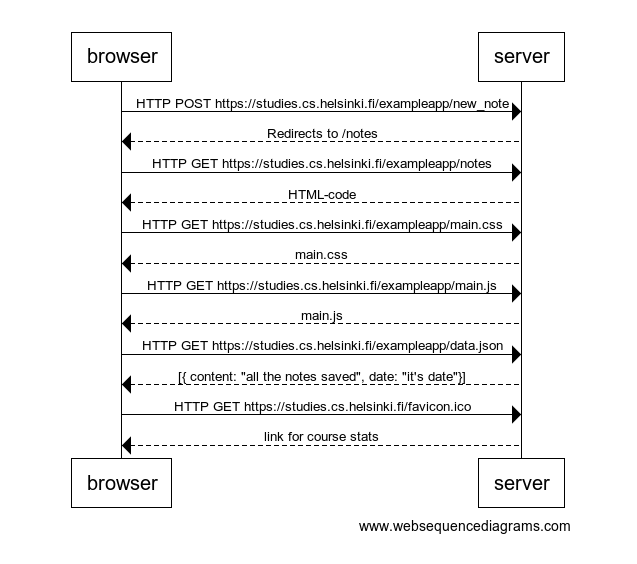 browser server
HTTP POST https://studies.cs.helsinki.fi/exampleapp/new_note
Redirects to /notes
HTTP GET https://studies.cs.helsinki.fi/exampleapp/notes
HTML-code
HTTP GET https://studies.cs.helsinki.fi/exampleapp/main.css
main.css
HTTP GET https://studies.cs.helsinki.fi/exampleapp/main.js
main.js
HTTP GET https://studies.cs.helsinki.fi/exampleapp/data.json
[{ content: "all the notes saved", date: "it's date"}]
HTTP GET https://studies.cs.helsinki.fi/favicon.ico
link for course stats
browser server
www.websequencediagrams.com